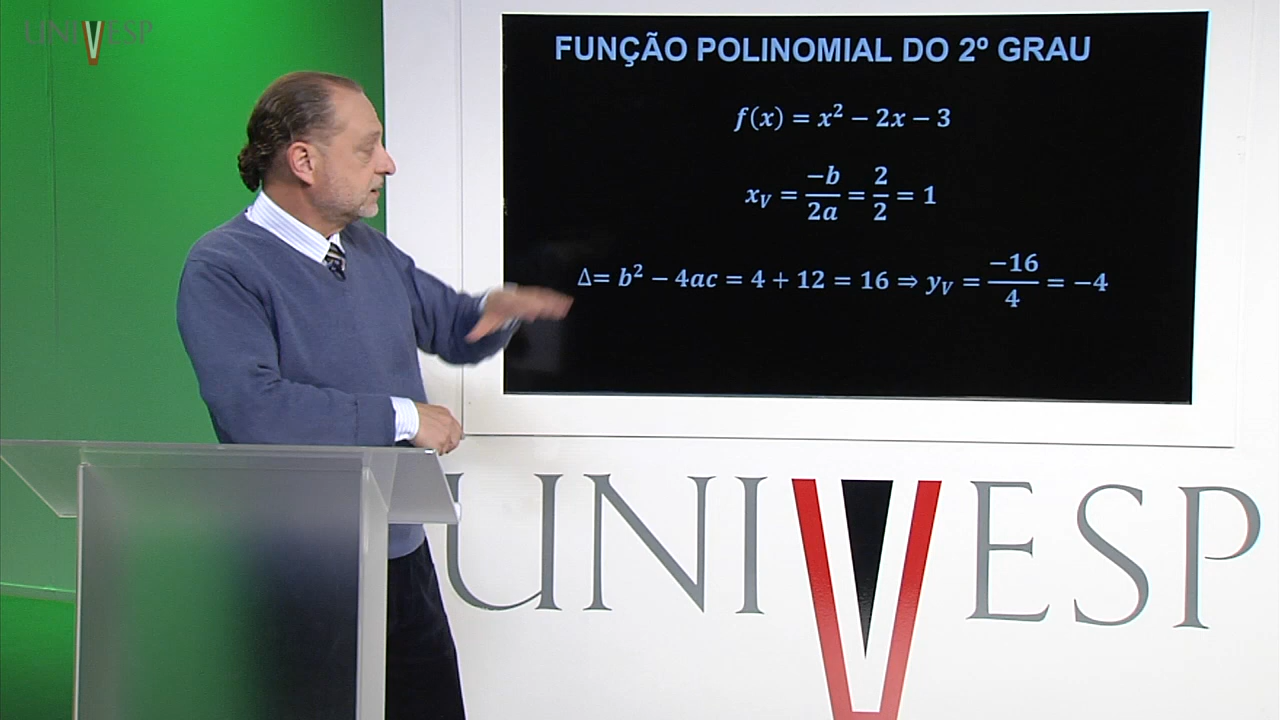 UNIVESP
FUNÇÃO POLINOMIAL DO 2º GRAU
f(x) = x² − 2x − 3
x_V = −b/2a = 2/2 = 1
Δ= b² − 4ac = 4 + 12 = 16 ⇒ y_V = −16/4 = −4
UNIVESP